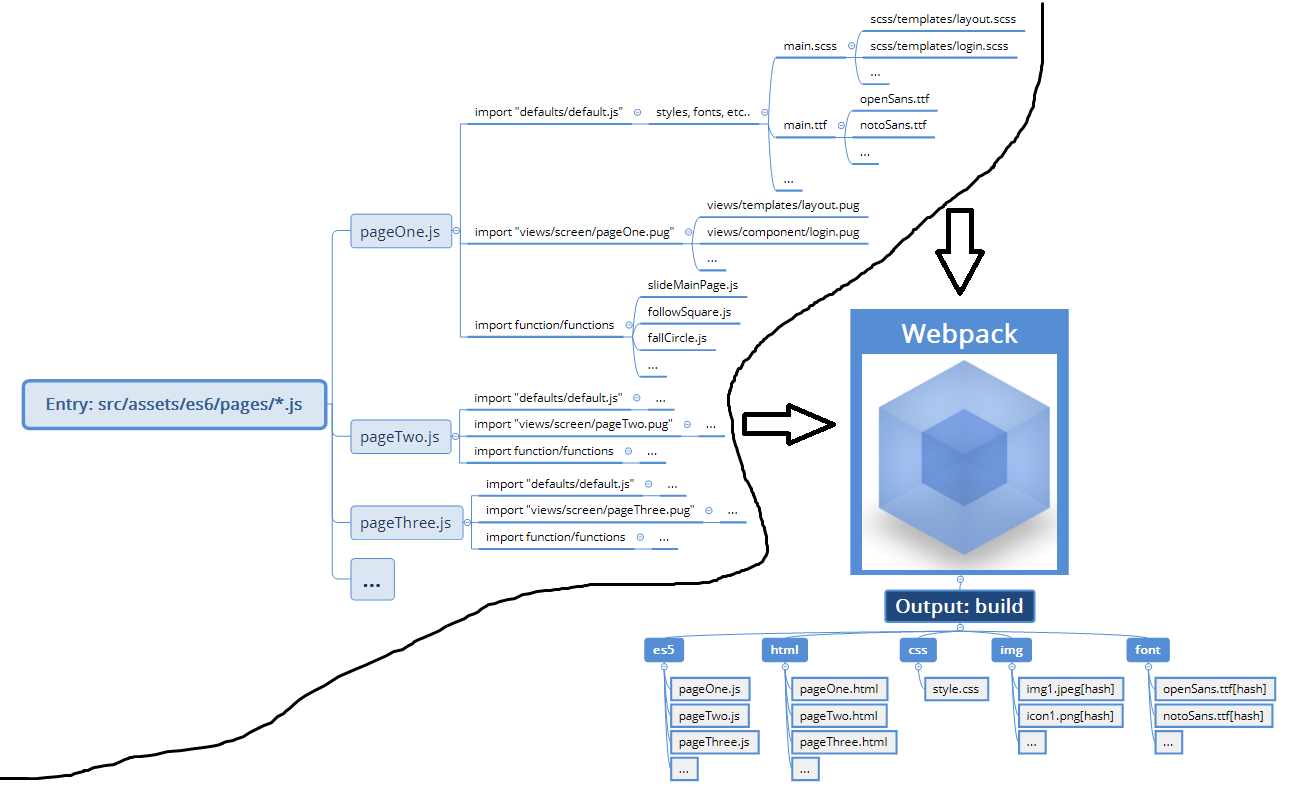 Entry: src/assets/es6/pages/*.js
pageOne.js
import "defaults/default.js"
styles, fonts, etc..
main.scss
scss/templates/layout.scss
scss/templates/login.scss
...
main.ttf
openSans.ttf
notoSans.ttf
...
...
import "views/screen/pageOne.pug"
views/templates/layout.pug
views/component/login.pug
...
import function/functions
slideMainPage.js
followSquare.js
fallCircle.js
...
pageTwo.js
import "defaults/default.js"
...
import "views/screen/pageTwo.pug"
...
import function/functions
...
pageThree.js
import "defaults/default.js"
...
import "views/screen/pageThree.pug"
...
import function/functions
...
...
Webpack
Output: build
es5
pageOne.js
pageTwo.js
pageThree.js
...
html
pageOne.html
pageTwo.html
pageThree.html
...
css
style.css
img
img1.jpeg[hash]
icon1.png[hash]
...
font
openSans.ttf[hash]
notoSans.ttf[hash]
...